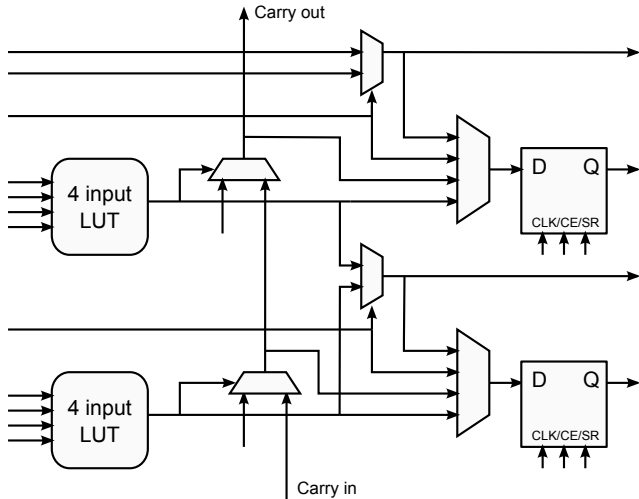 Carry out
4 input
LUT
D Q
CLK/CE/SR
4 input
LUT
D Q
CLK/CE/SR
Carry in